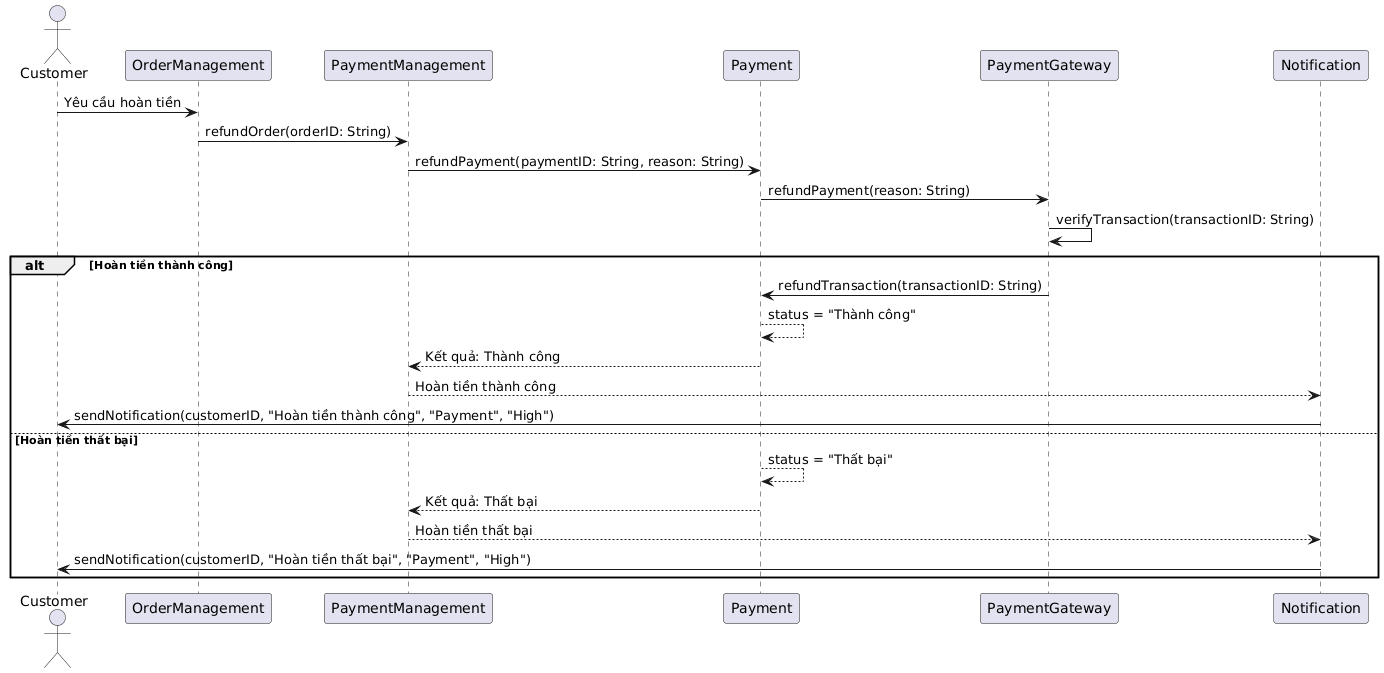 Customer
OrderManagement
PaymentManagement
Payment
PaymentGateway
Notification
Yêu cầu hoàn tiền
refundOrder(orderID: String)
refundPayment(paymentID: String, reason: String)
refundPayment(reason: String)
verifyTransaction(transactionID: String)
alt [Hoàn tiền thành công]
refundTransaction(transactionID: String)
status = "Thành công"
Kết quả: Thành công
Hoàn tiền thành công
sendNotification(customerID, "Hoàn tiền thành công", "Payment", "High")
[Hoàn tiền thất bại]
status = "Thất bại"
Kết quả: Thất bại
Hoàn tiền thất bại
sendNotification(customerID, "Hoàn tiền thất bại", "Payment", "High")
Customer
OrderManagement
PaymentManagement
Payment
PaymentGateway
Notification